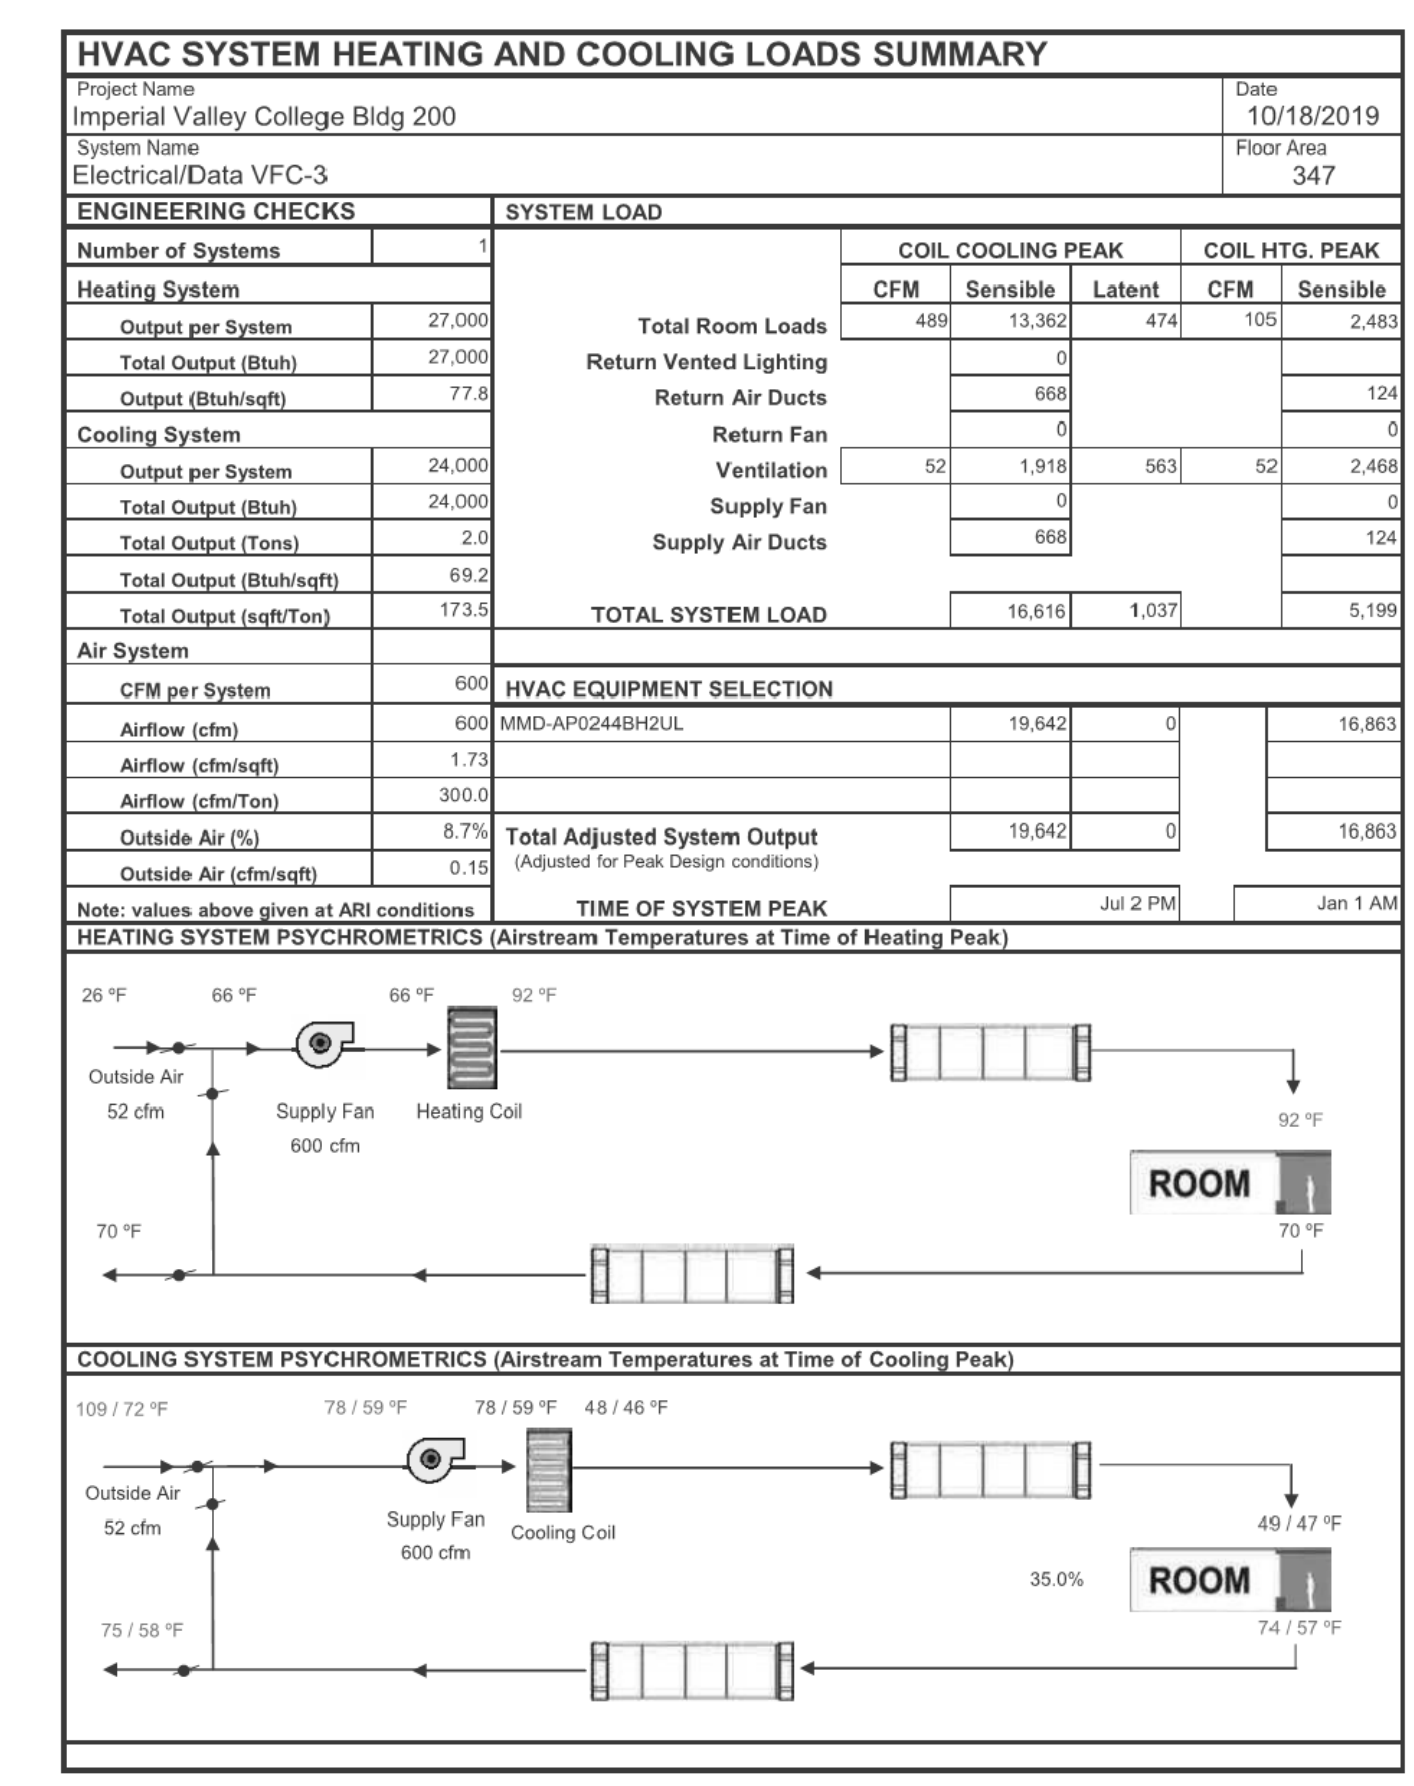 HVAC SYSTEM HEATING AND COOLING LOADS SUMMARY
Project Name Date
Imperial Valley College Bldg 200 10/18/2019
System Name Floor Area
Electrical/Data VFC-3 347
ENGINEERING CHECKS SYSTEM LOAD
Number of Systems 1 COIL COOLING PEAK COIL HTG. PEAK
Heating System CFM Sensible Latent CFM Sensible
Output per System 27,000 Total Room Loads 489 13,362 474 105 2,483
Total Output (Btuh) 27,000 Return Vented Lighting 0
Output (Btuh/sqft) 77.8 Return Air Ducts 668 124
Cooling System Return Fan 0 0
Output per System 24,000 Ventilation 52 1,918 563 52 2,468
Total Output (Btuh) 24,000 Supply Fan 0 0
Total Output (Tons) 2.0 Supply Air Ducts 668 124
Total Output (Btuh/sqft) 69.2
Total Output (sqft/Ton) 173.5 TOTAL SYSTEM LOAD 16,616 1,037 5,199
Air System
CFM per System 600 HVAC EQUIPMENT SELECTION
Airflow (cfm) 600 MMD-AP0244BH2UL 19,642 0 16,863
Airflow (cfm/sqft) 1.73
Airflow (cfm/Ton) 300.0
Outside Air (%) 8.7% Total Adjusted System Output 19,642 0 16,863
Outside Air (cfm/sqft) 0.15 (Adjusted for Peak Design conditions)
Note: values above given at ARI conditions TIME OF SYSTEM PEAK Jul 2 PM Jan 1 AM
HEATING SYSTEM PSYCHROMETRICS (Airstream Temperatures at Time of Heating Peak)
26 ºF 66 ºF 66 ºF 92 ºF
Outside Air
52 cfm Supply Fan Heating Coil
92 ºF
600 cfm
ROOM
70 ºF 70 ºF
COOLING SYSTEM PSYCHROMETRICS (Airstream Temperatures at Time of Cooling Peak)
109 / 72 ºF 78 / 59 ºF 78 / 59 ºF 48 / 46 ºF
Outside Air
52 cfm Supply Fan Cooling Coil 49 / 47 ºF
600 cfm
35.0% ROOM
75 / 58 ºF 74 / 57 ºF